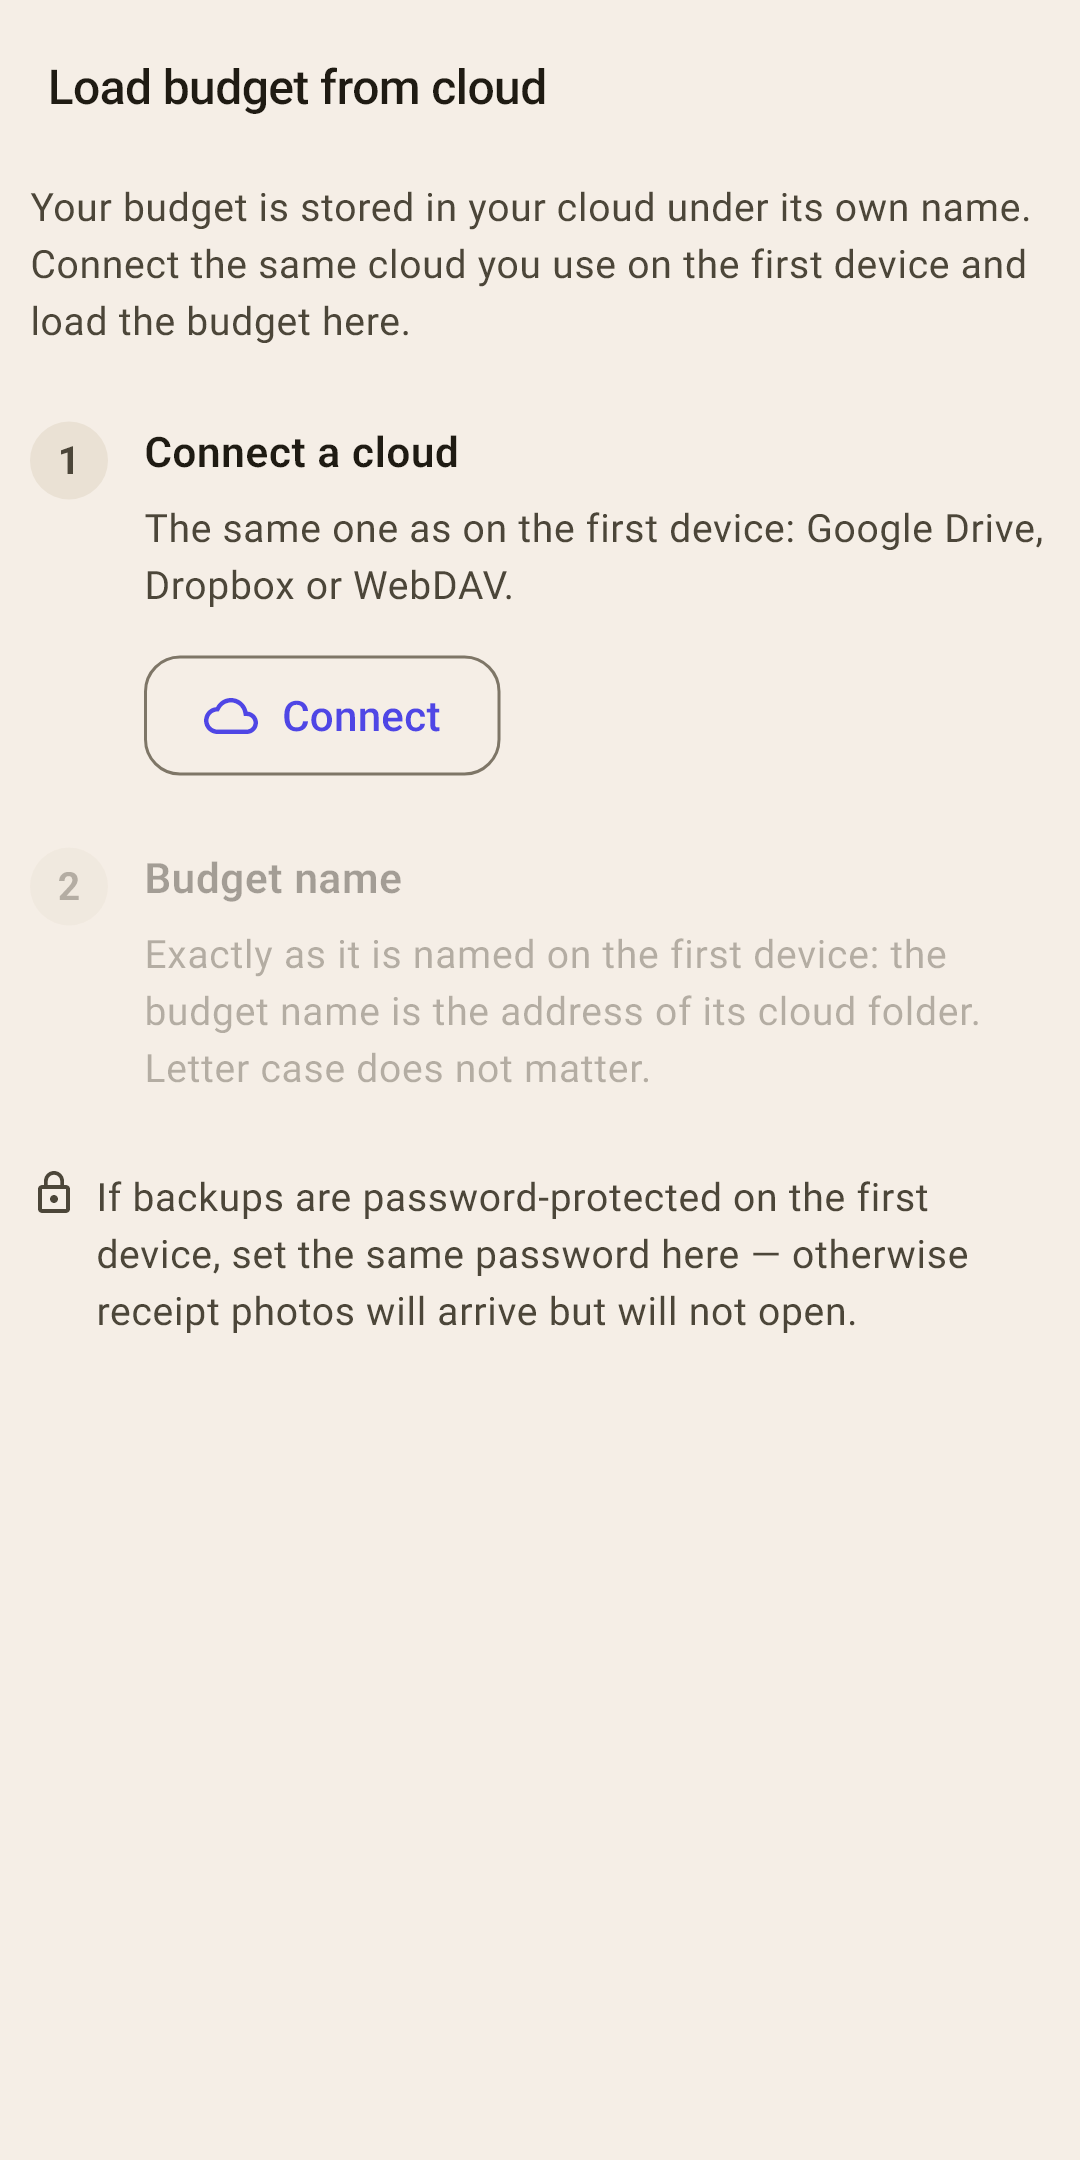 Load budget from cloud
Your budget is stored in your cloud under its own name.
Connect the same cloud you use on the first device and
load the budget here.
1
Connect a cloud
The same one as on the first device: Google Drive,
Dropbox or WebDAV.
Connect
2
Budget name
Exactly as it is named on the first device: the
budget name is the address of its cloud folder.
Letter case does not matter.
If backups are password-protected on the first
device, set the same password here — otherwise
receipt photos will arrive but will not open.